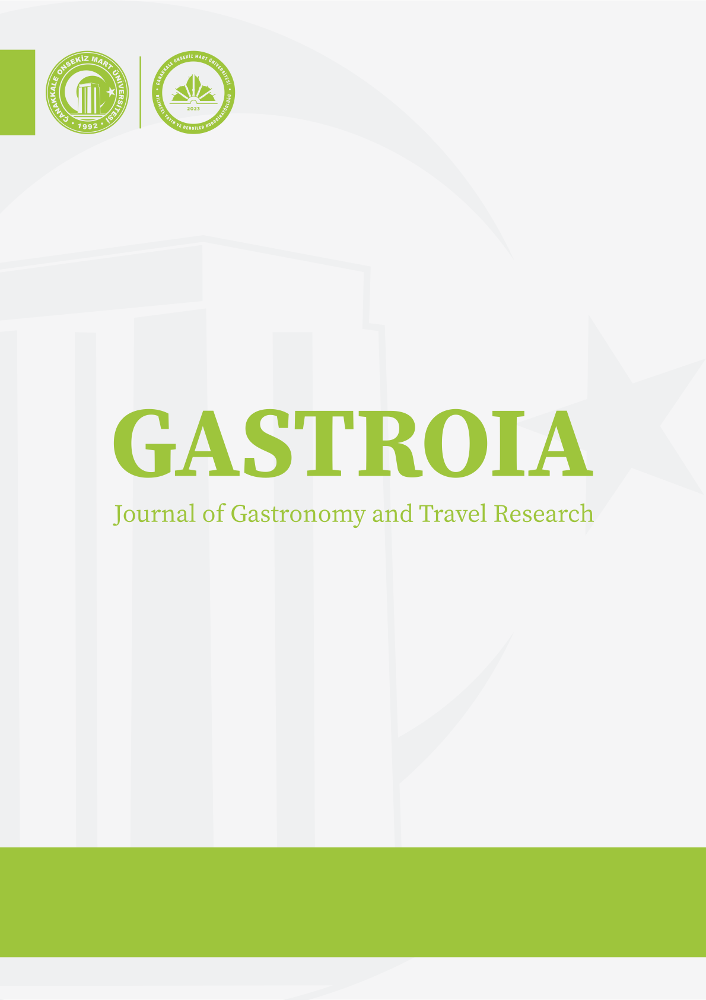 ÇANAKKALE ONSEKİZ MART ÜNİVERSİTESİ
• 1992 •
• ÇANAKKALE ONSEKİZ MART ÜNİVERSİTESİ •
BİLİMSEL YAYIN VE DERGİLER KOORDİNATÖRLÜĞÜ
2023
GASTROIA
Journal of Gastronomy and Travel Research